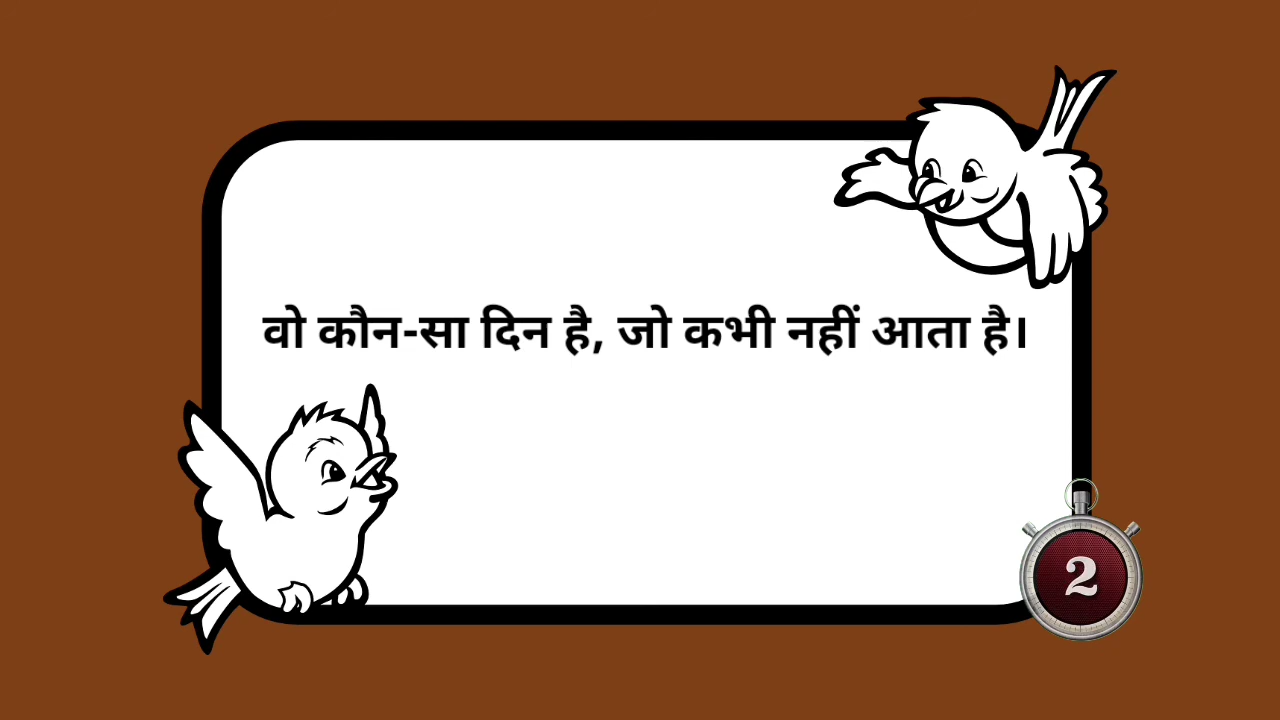 वो कौन-सा दिन है, जो कभी नहीं आता है।
2